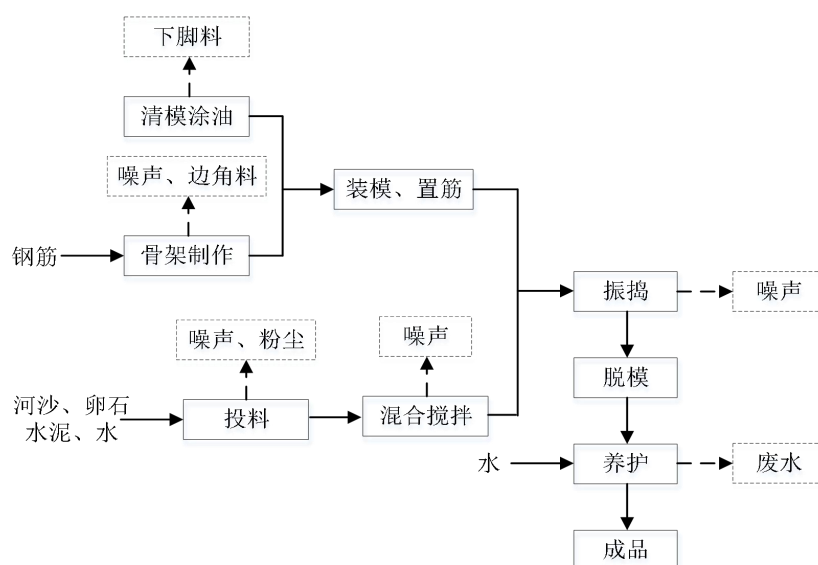 下脚料
清模涂油
噪声、边角料
装模、置筋
钢筋
骨架制作
振捣
噪声
噪声、粉尘
噪声
脱模
河沙、卵石
水泥、水
投料
混合搅拌
水
养护
废水
成品